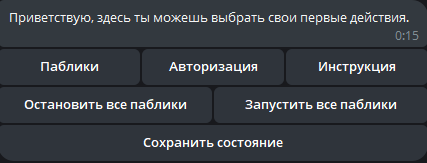 Приветствую, здесь ты можешь выбрать свои первые действия.
0:15
Паблики Авторизация Инструкция
Остановить все паблики Запустить все паблики
Сохранить состояние